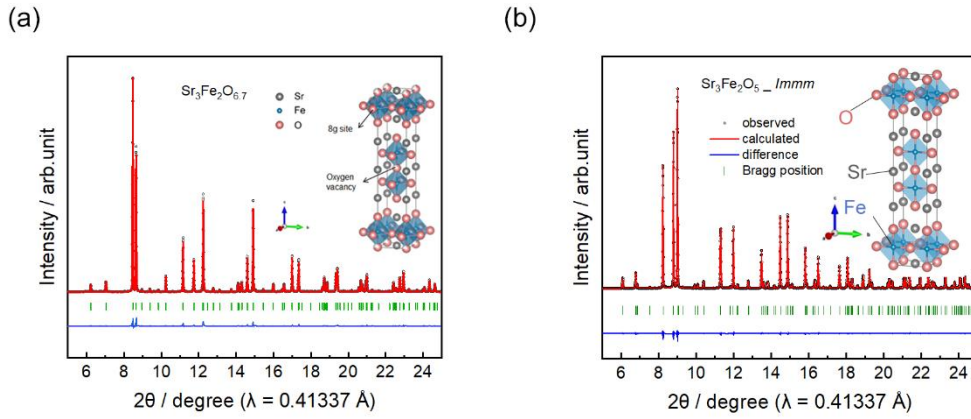 (a)
Sr₃Fe₂O₆.₇
Sr
Fe
O
8g site
Oxygen
vacancy
Intensity / arb.unit
6 8 10 12 14 16 18 20 22 24
2θ / degree (λ = 0.41337 Å)
(b)
Sr₃Fe₂O₅ _ Immm
observed
calculated
difference
Bragg position
O
Sr
Fe
Intensity / arb.unit
6 8 10 12 14 16 18 20 22 24
2θ / degree (λ = 0.41337 Å)